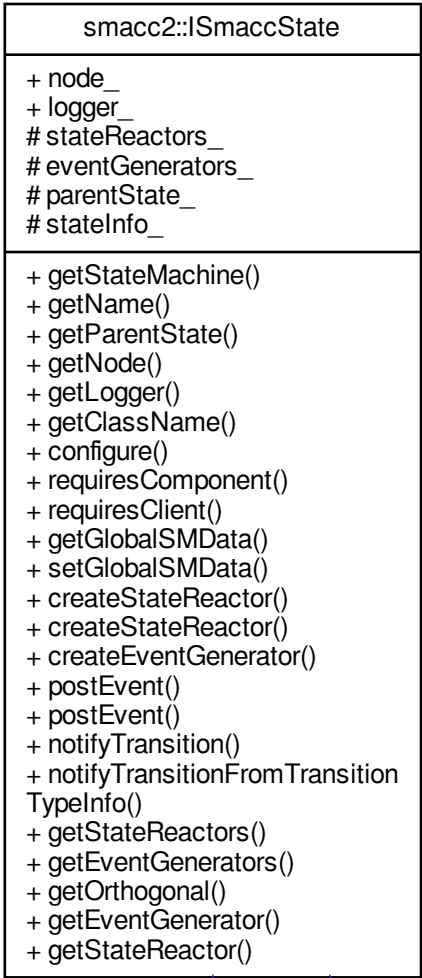 smacc2::ISmaccState
+ node_
+ logger_
# stateReactors_
# eventGenerators_
# parentState_
# stateInfo_
+ getStateMachine()
+ getName()
+ getParentState()
+ getNode()
+ getLogger()
+ getClassName()
+ configure()
+ requiresComponent()
+ requiresClient()
+ getGlobalSMData()
+ setGlobalSMData()
+ createStateReactor()
+ createStateReactor()
+ createEventGenerator()
+ postEvent()
+ postEvent()
+ notifyTransition()
+ notifyTransitionFromTransition
TypeInfo()
+ getStateReactors()
+ getEventGenerators()
+ getOrthogonal()
+ getEventGenerator()
+ getStateReactor()